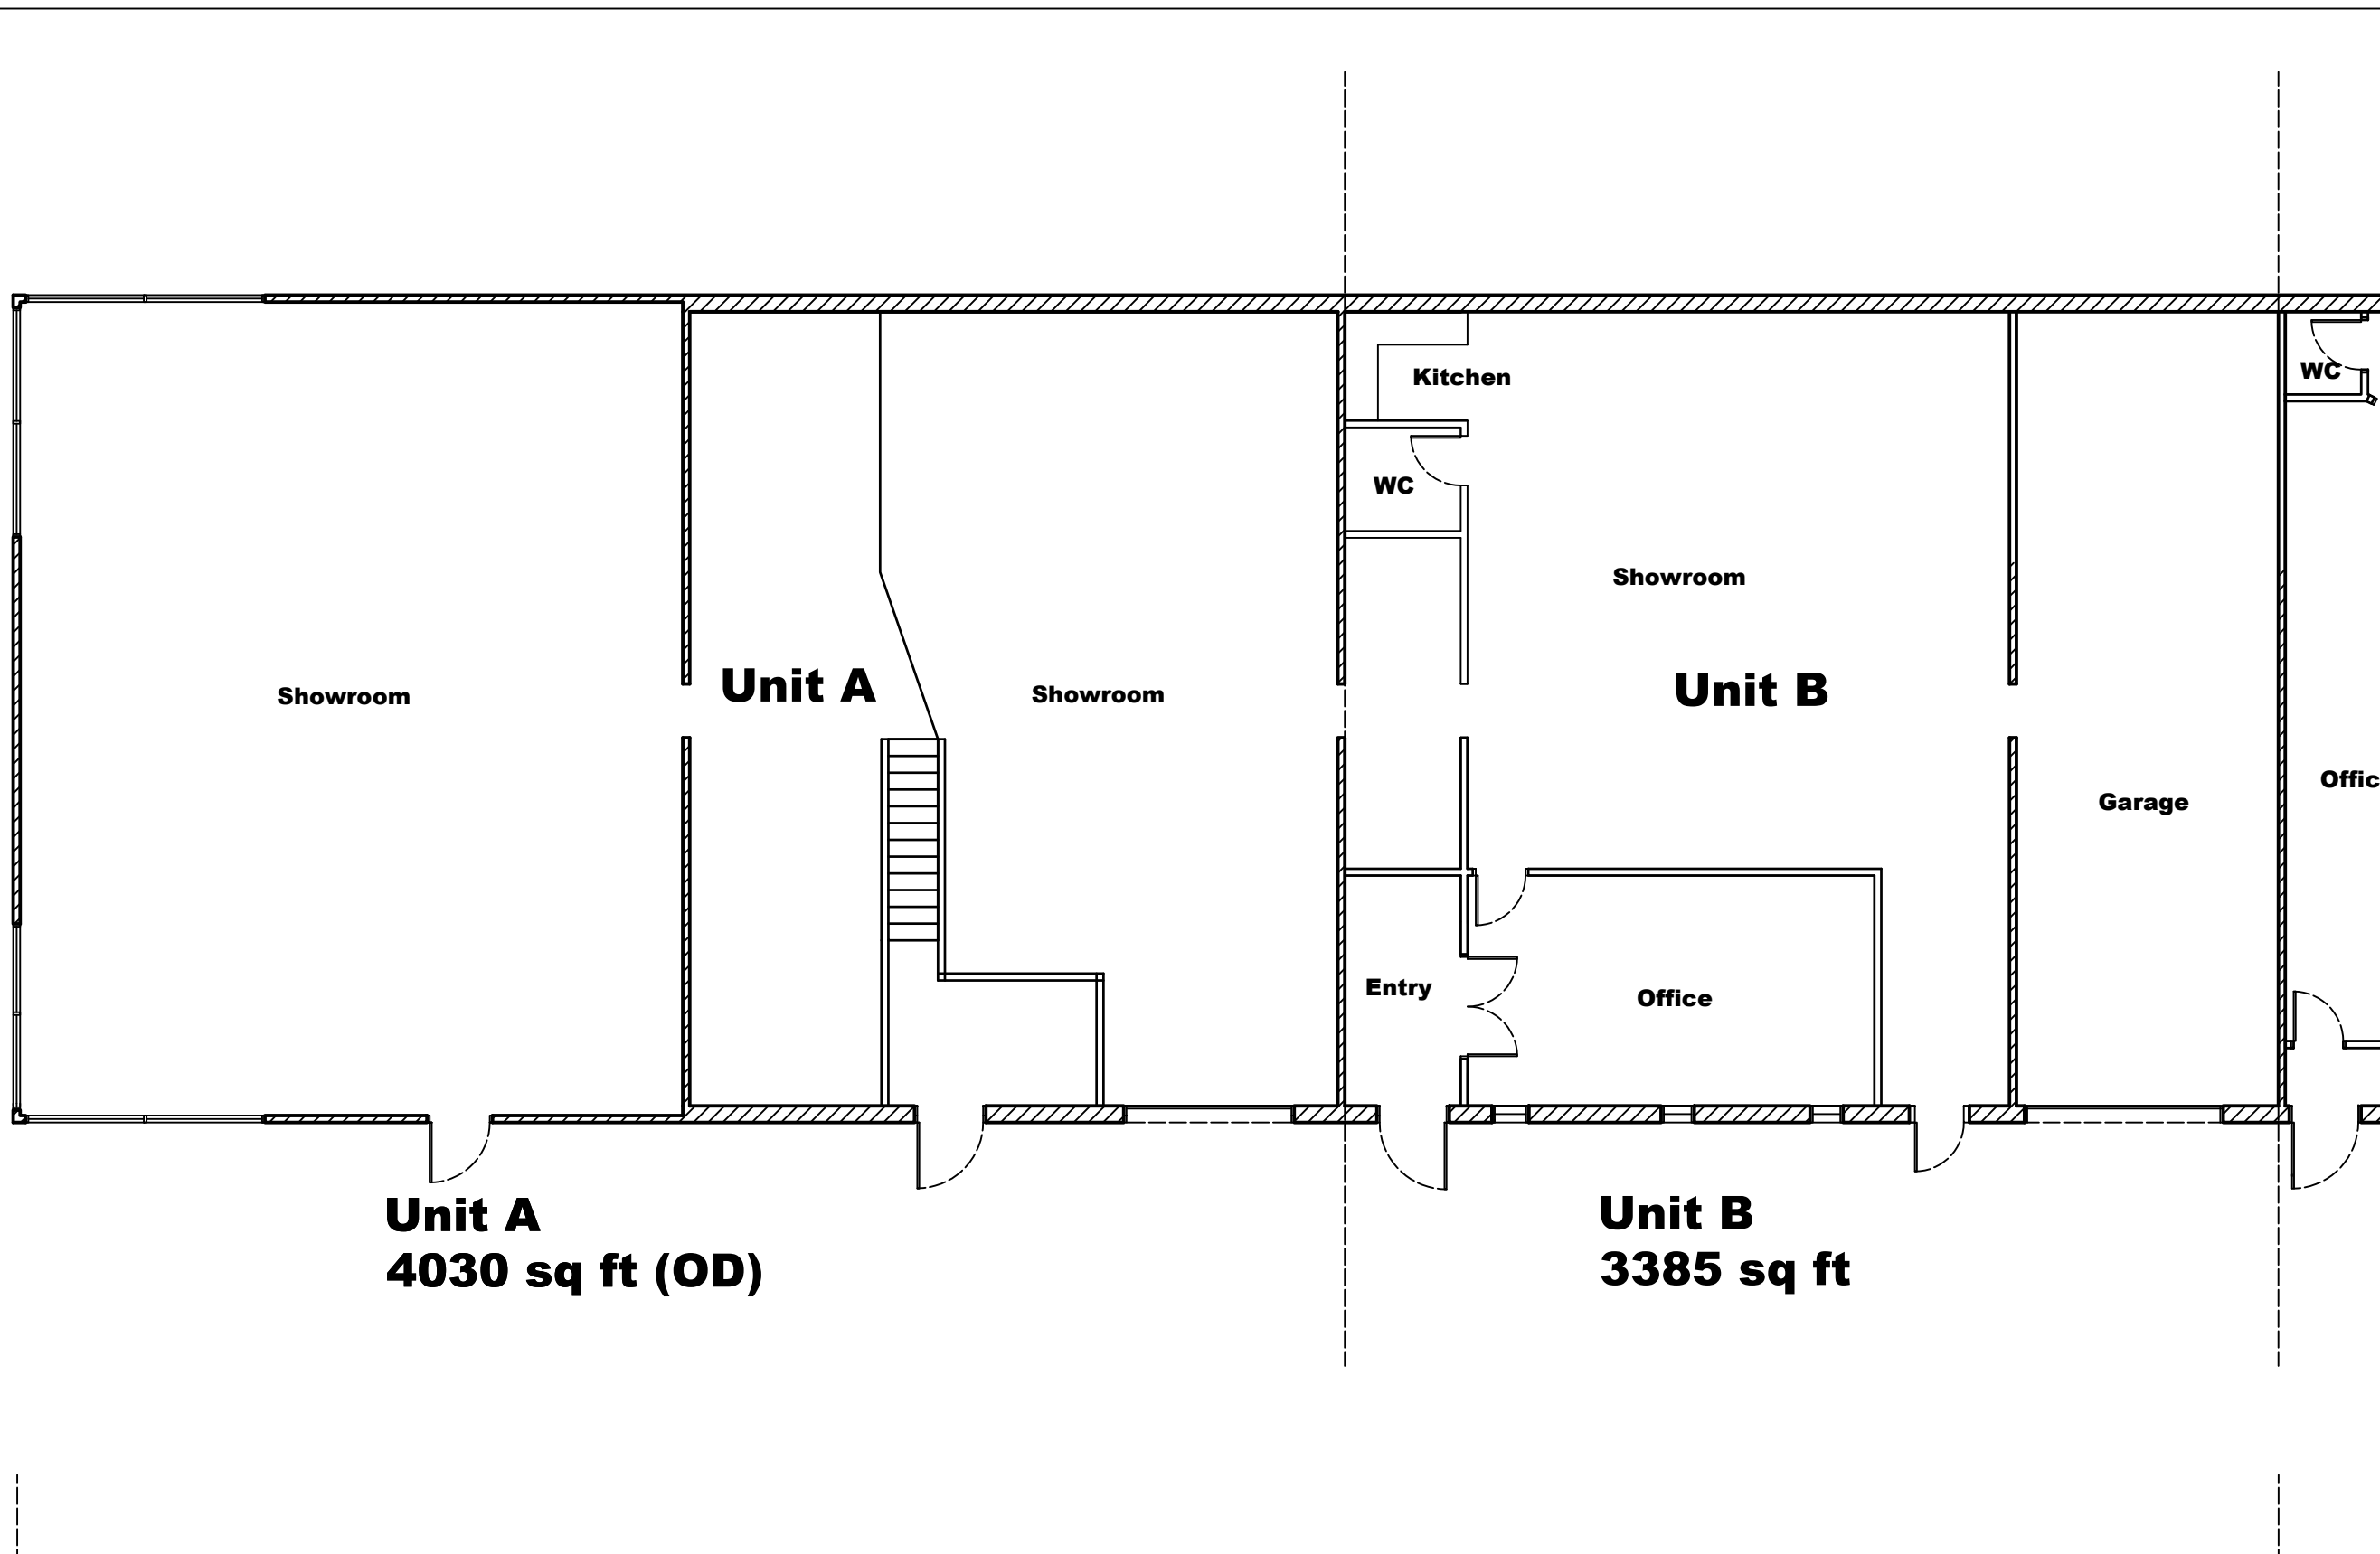 Kitchen
WC
WC
Showroom
Unit A
Showroom
Showroom
Unit B
Garage
Offic
Entry
Office
Unit A
4030 sq ft (OD)
Unit B
3385 sq ft